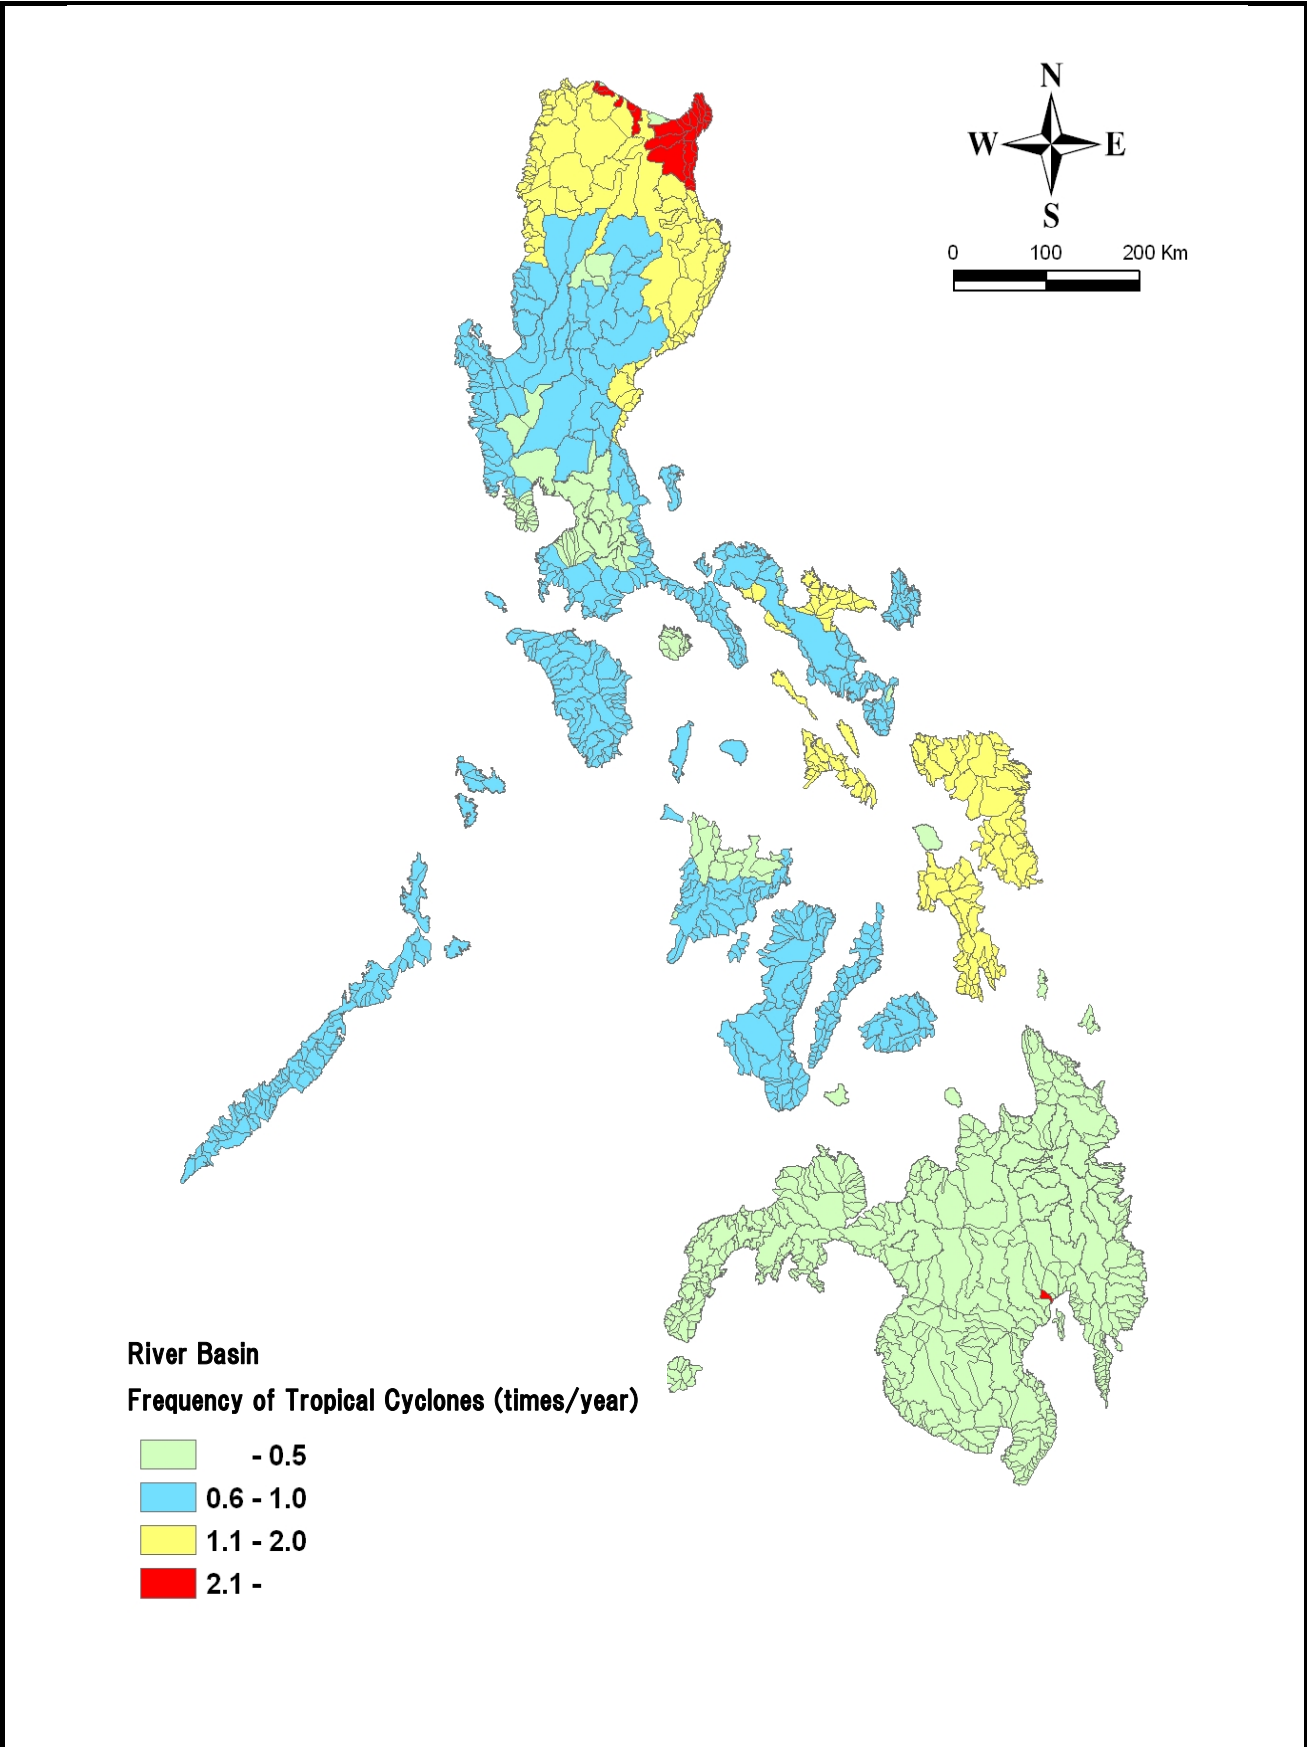 N
W E
S
0 100 200 Km
River Basin
Frequency of Tropical Cyclones (times/year)
- 0.5
0.6 - 1.0
1.1 - 2.0
2.1 -